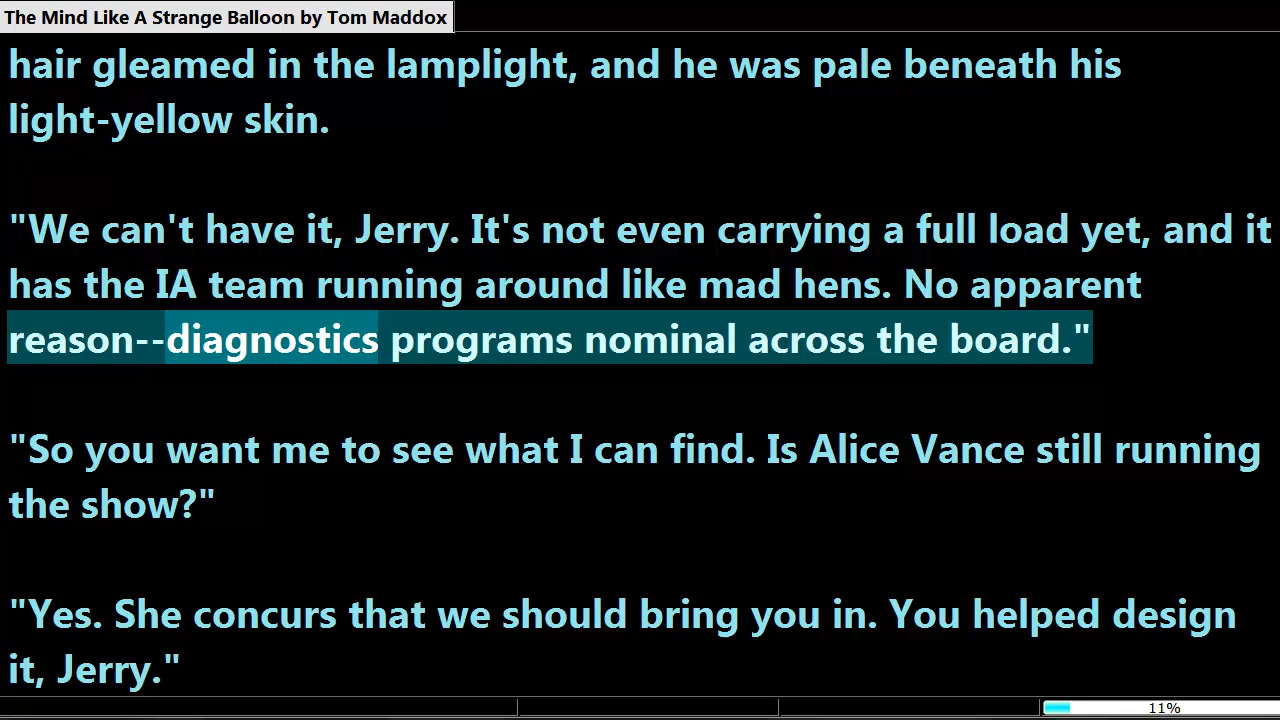 The Mind Like A Strange Balloon by Tom Maddox
hair gleamed in the lamplight, and he was pale beneath his
light-yellow skin.
"We can't have it, Jerry. It's not even carrying a full load yet, and it
has the IA team running around like mad hens. No apparent
reason--diagnostics programs nominal across the board."
"So you want me to see what I can find. Is Alice Vance still running
the show?"
"Yes. She concurs that we should bring you in. You helped design
it, Jerry."
11%